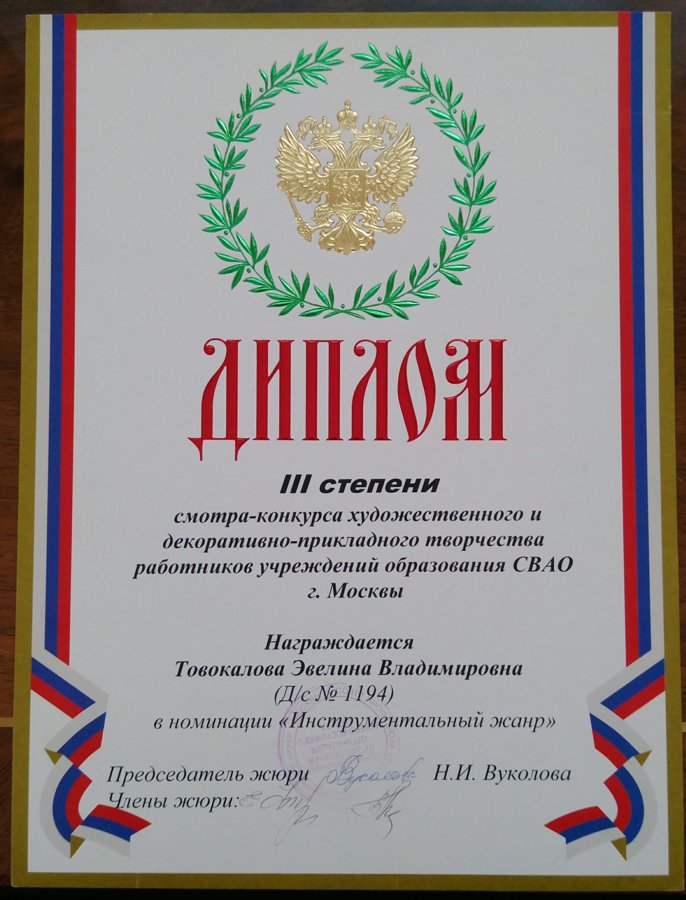 ДИПЛОМ
III степени
смотра-конкурса художественного и
декоративно-прикладного творчества
работников учреждений образования СВАО
г. Москвы
Награждается
Товокалова Эвелина Владимировна
(Д/с № 1194)
в номинации «Инструментальный жанр»
Председатель жюри Н.И. Вуколова
Члены жюри: